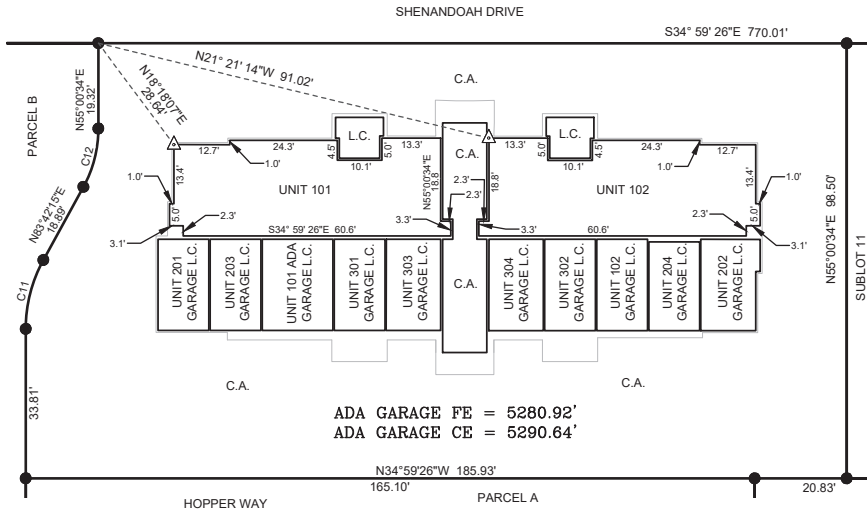 SHENANDOAH DRIVE
S34° 59' 26"E 770.01'
N21° 21' 14"W 91.02'
N18°18'07"E
28.64'
N55°00'34"E
19.32'
PARCEL B
C12
N83°42'15"E
18.89'
C11
33.81'
C.A.
L.C.
4.5'
5.0'
10.1'
12.7'
24.3'
13.3'
1.0'
13.4'
1.0'
5.0'
3.1'
2.3'
UNIT 101
N55°00'34"E
18.8
C.A.
2.3'
2.3'
18.8'
3.3'
3.3'
S34° 59' 26"E 60.6'
13.3'
L.C.
5.0'
4.5'
10.1'
24.3'
12.7'
1.0'
UNIT 102
13.4'
1.0'
5.0'
2.3'
3.1'
60.6'
N55°00'34"E 98.50'
SUBLOT 11
UNIT 201
GARAGE L.C.
UNIT 203
GARAGE L.C.
UNIT 101 ADA
GARAGE L.C.
UNIT 301
GARAGE L.C.
UNIT 303
GARAGE L.C.
C.A.
UNIT 304
GARAGE L.C.
UNIT 302
GARAGE L.C.
UNIT 102
GARAGE L.C.
UNIT 204
GARAGE L.C.
UNIT 202
GARAGE L.C.
C.A.
C.A.
ADA GARAGE FE = 5280.92'
ADA GARAGE CE = 5290.64'
N34°59'26"W 185.93'
165.10'
20.83'
HOPPER WAY
PARCEL A